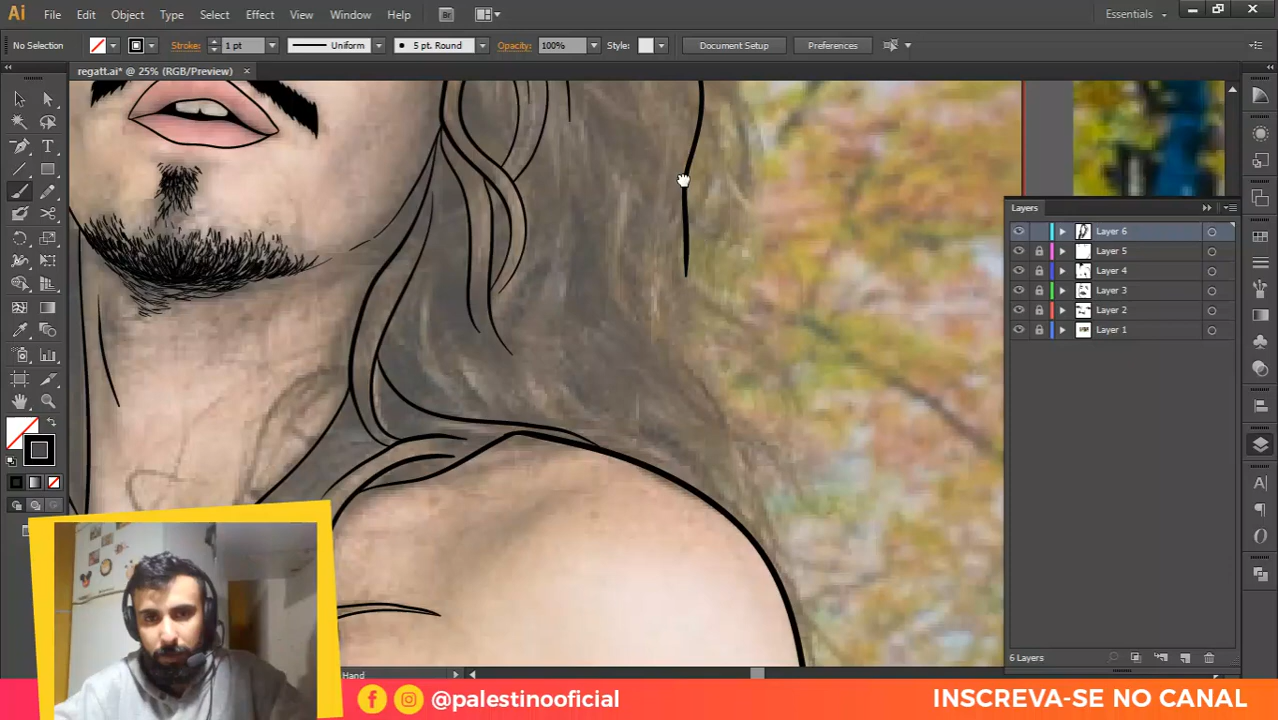 Ai File Edit Object Type Select Effect View Window Help Br Essentials
No Selection Stroke: 1 pt Uniform 5 pt. Round Opacity: 100% Style: Document Setup Preferences
regatt.ai* @ 25% (RGB/Preview) ×
Layers
Layer 6
Layer 5
Layer 4
Layer 3
Layer 2
Layer 1
6 Layers
Hand
@palestinooficial
INSCREVA-SE NO CANAL